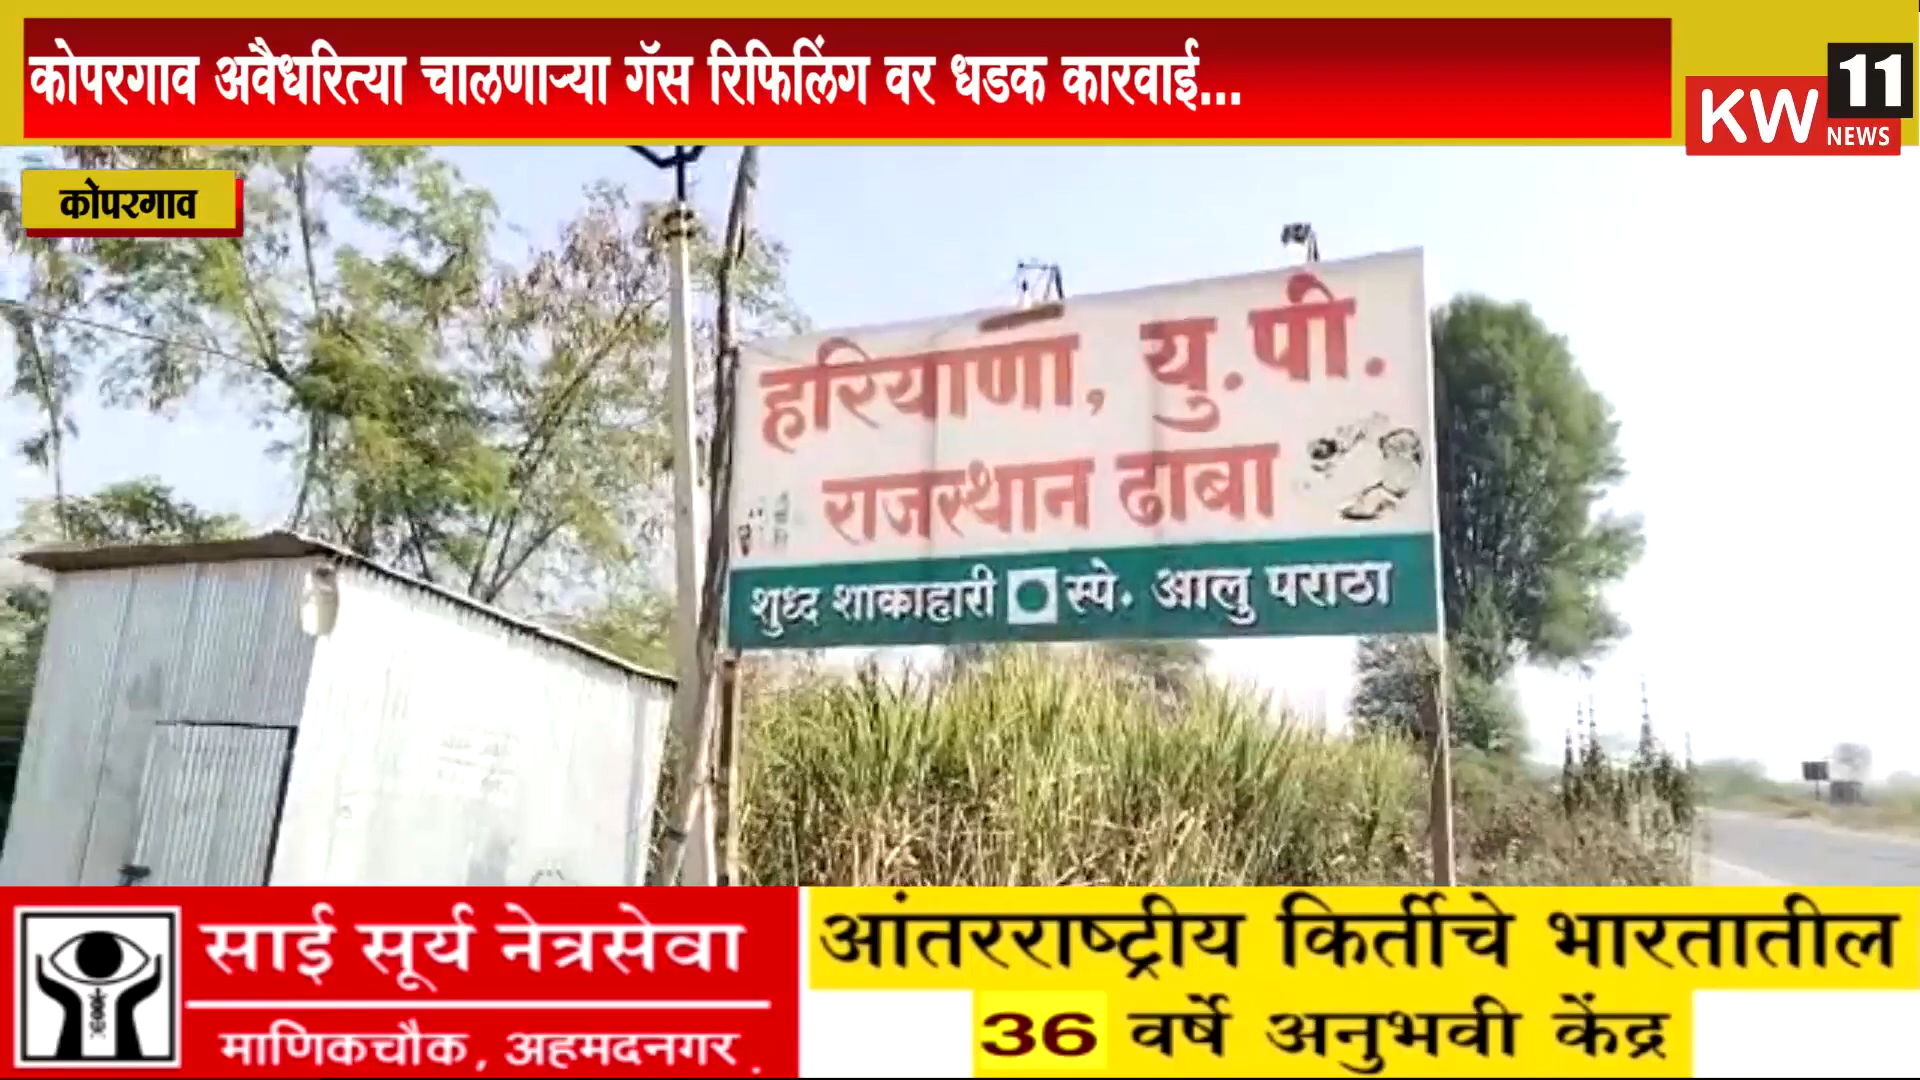 कोपरगाव अवैधरित्या चालणाऱ्या गॅस रिफिलिंग वर धडक कारवाई...
KW 11
NEWS
कोपरगाव
हरियाणा, यु.पी.
राजस्थान ढाबा
शुध्द शाकाहारी स्पे. आलु पराठा
साई सूर्य नेत्रसेवा
माणिकचौक, अहमदनगर.
आंतरराष्ट्रीय किर्तीचे भारतातील
36 वर्षे अनुभवी केंद्र